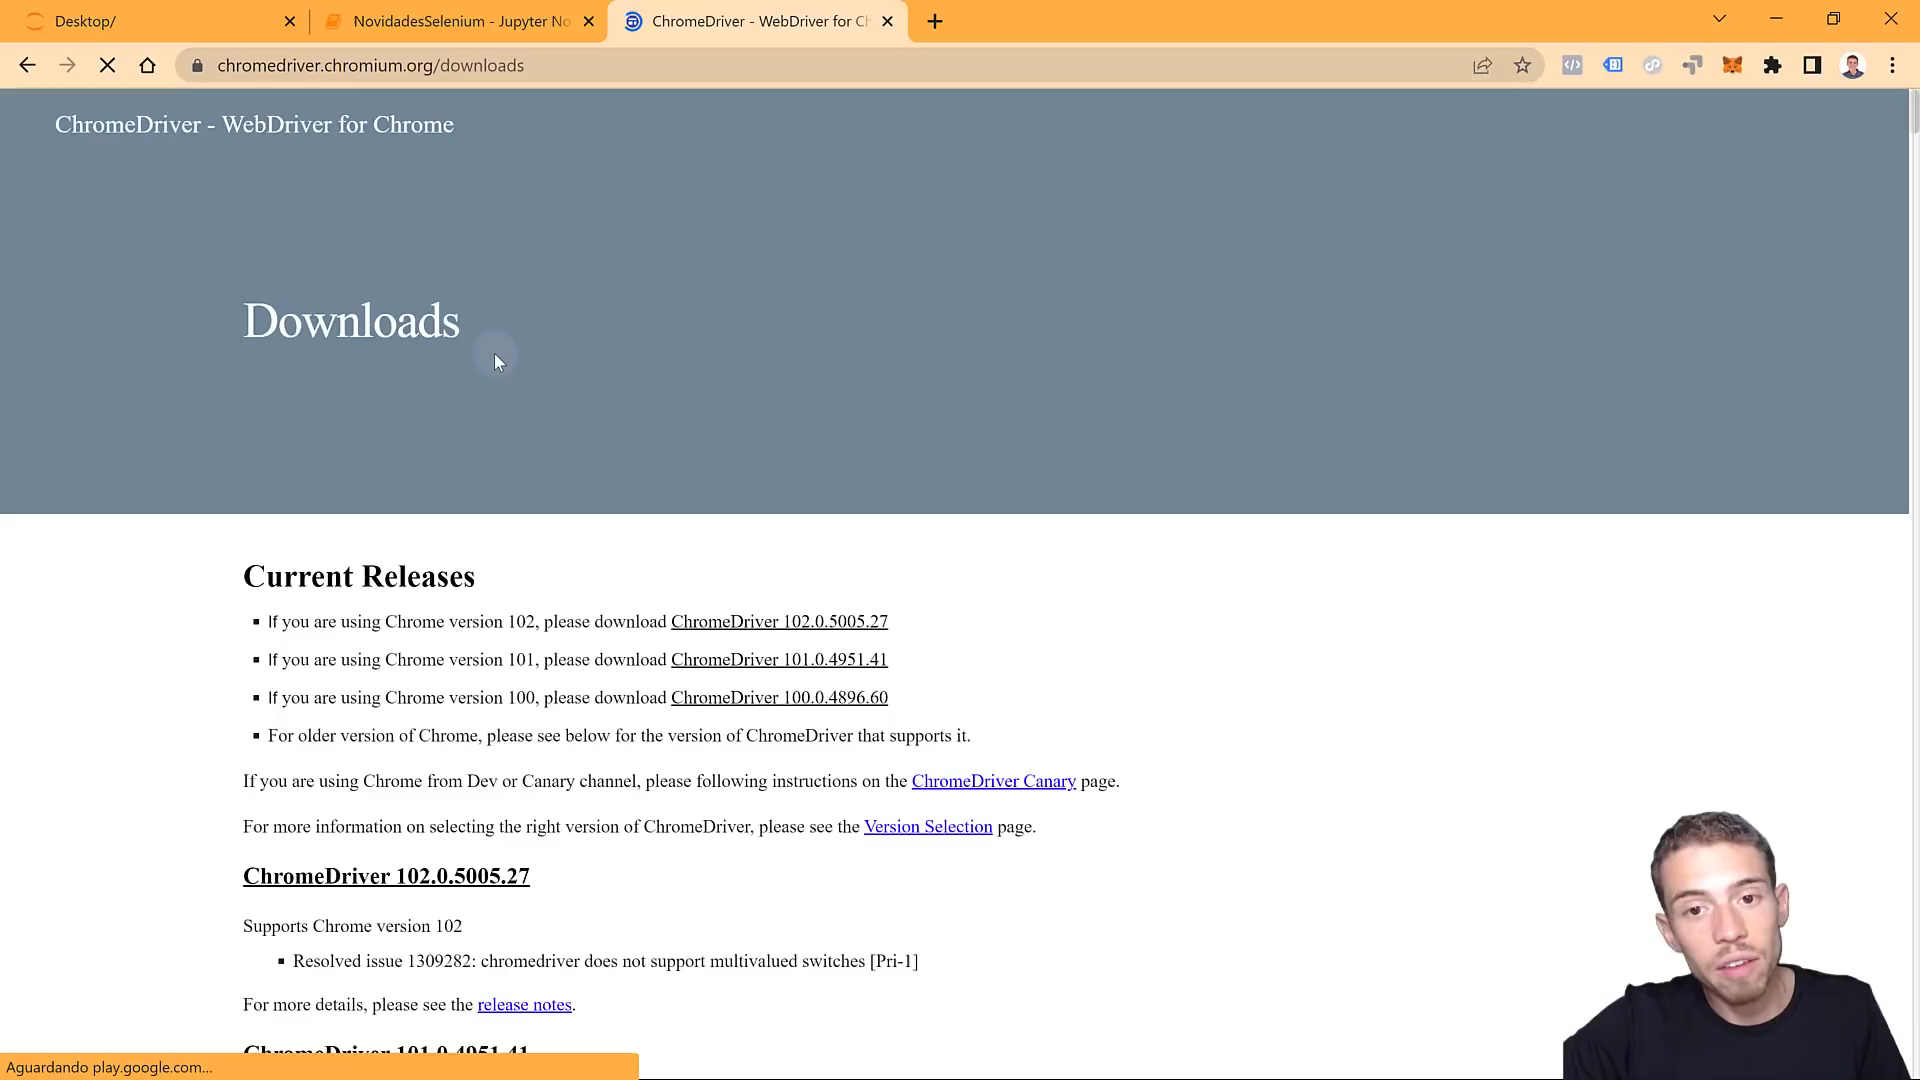 Desktop/
NovidadesSelenium - Jupyter No
ChromeDriver - WebDriver for Ch
chromedriver.chromium.org/downloads
ChromeDriver - WebDriver for Chrome
Downloads
Current Releases
If you are using Chrome version 102, please download ChromeDriver 102.0.5005.27
If you are using Chrome version 101, please download ChromeDriver 101.0.4951.41
If you are using Chrome version 100, please download ChromeDriver 100.0.4896.60
For older version of Chrome, please see below for the version of ChromeDriver that supports it.
If you are using Chrome from Dev or Canary channel, please following instructions on the ChromeDriver Canary page.
For more information on selecting the right version of ChromeDriver, please see the Version Selection page.
ChromeDriver 102.0.5005.27
Supports Chrome version 102
Resolved issue 1309282: chromedriver does not support multivalued switches [Pri-1]
For more details, please see the release notes.
ChromeDriver 101.0.4951.41
Aguardando play.google.com...